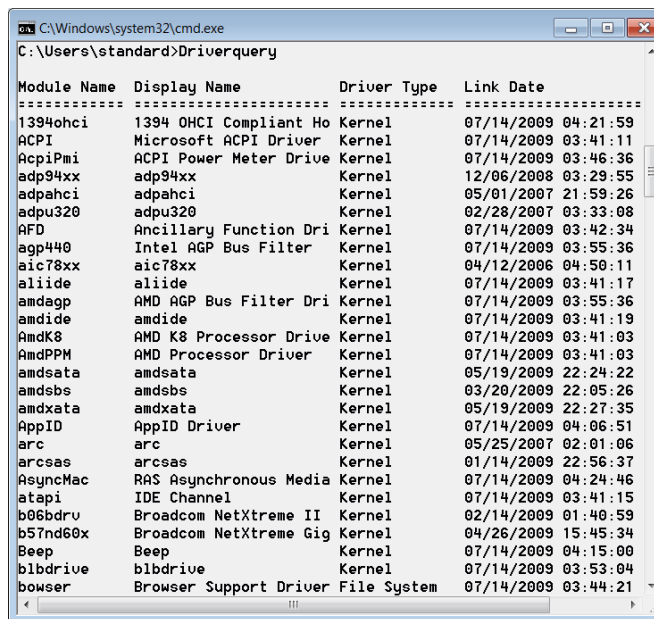 C:\Windows\system32\cmd.exe
C:\Users\standard>Driverquery
Module Name Display Name Driver Type Link Date
============ ====================== ============= ======================
1394ohci 1394 OHCI Compliant Ho Kernel 07/14/2009 04:21:59
ACPI Microsoft ACPI Driver Kernel 07/14/2009 03:41:11
AcpiPmi ACPI Power Meter Drive Kernel 07/14/2009 03:46:36
adp94xx adp94xx Kernel 12/06/2008 03:29:55
adpahci adpahci Kernel 05/01/2007 21:59:26
adpu320 adpu320 Kernel 02/28/2007 03:33:08
AFD Ancillary Function Dri Kernel 07/14/2009 03:42:34
agp440 Intel AGP Bus Filter Kernel 07/14/2009 03:55:36
aic78xx aic78xx Kernel 04/12/2006 04:50:11
aliide aliide Kernel 07/14/2009 03:41:17
amdagp AMD AGP Bus Filter Dri Kernel 07/14/2009 03:55:36
amdide amdide Kernel 07/14/2009 03:41:19
AmdK8 AMD K8 Processor Drive Kernel 07/14/2009 03:41:03
AmdPPM AMD Processor Driver Kernel 07/14/2009 03:41:03
amdsata amdsata Kernel 05/19/2009 22:24:22
amdsbs amdsbs Kernel 03/20/2009 22:05:26
amdxata amdxata Kernel 05/19/2009 22:27:35
AppID AppID Driver Kernel 07/14/2009 04:06:51
arc arc Kernel 05/25/2007 02:01:06
arcsas arcsas Kernel 01/14/2009 22:56:37
AsyncMac RAS Asynchronous Media Kernel 07/14/2009 04:24:46
atapi IDE Channel Kernel 07/14/2009 03:41:15
b06bdrv Broadcom NetXtreme II Kernel 02/14/2009 01:40:59
b57nd60x Broadcom NetXtreme Gig Kernel 04/26/2009 15:45:34
Beep Beep Kernel 07/14/2009 04:15:00
blbdrive blbdrive Kernel 07/14/2009 03:53:04
bowser Browser Support Driver File System 07/14/2009 03:44:21